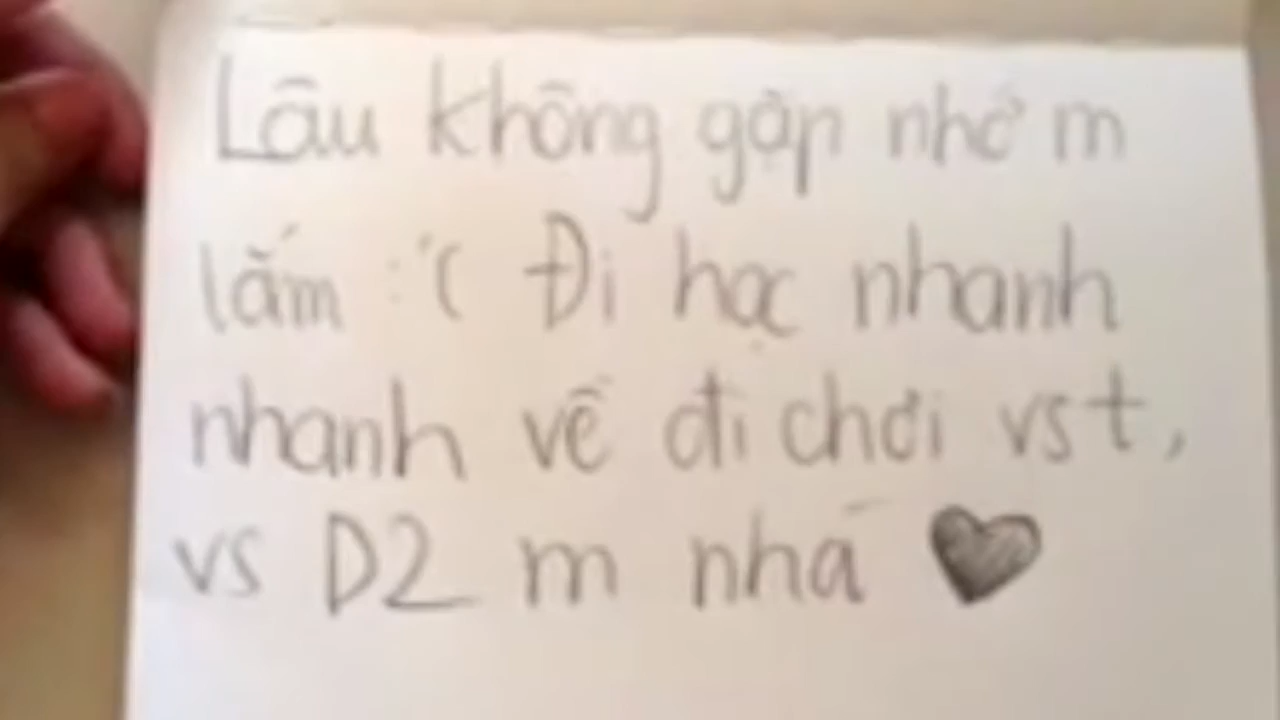 Lâu không gặp nhớ m
lắm :'( Đi học nhanh
nhanh về đi chơi vs t,
vs D2 m nhá ♥